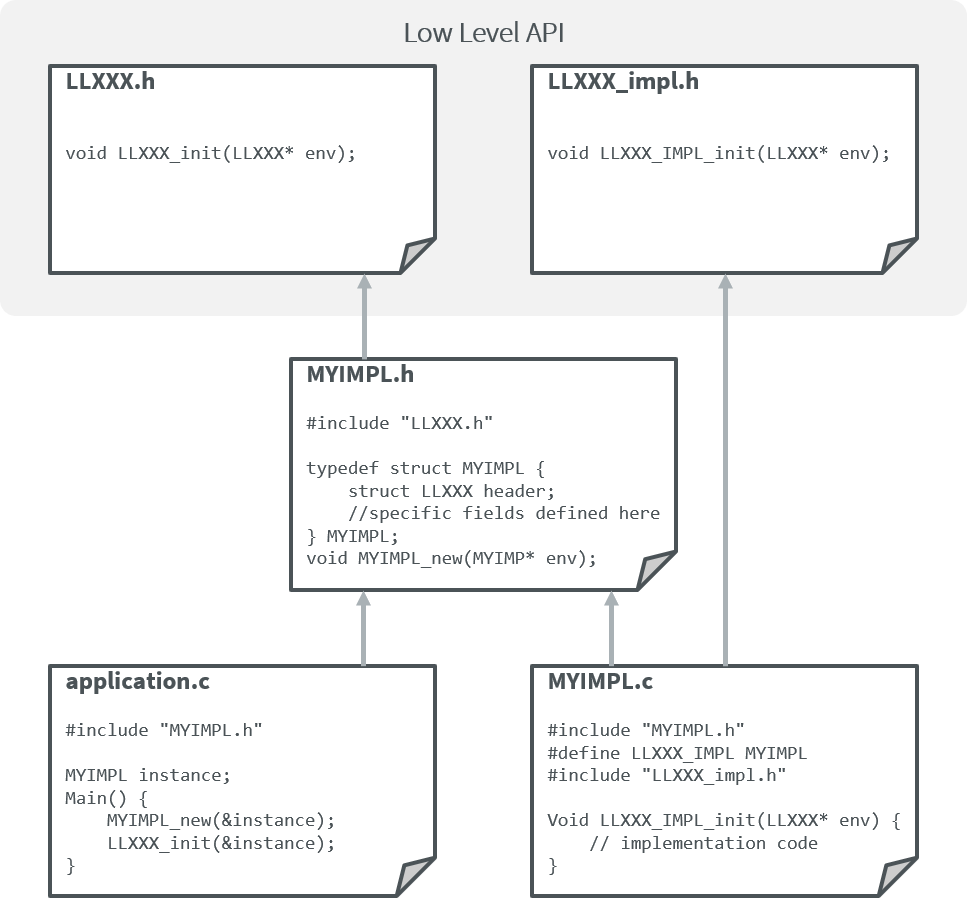 Low Level API
LLXXX.h
void LLXXX_init(LLXXX* env);
LLXXX_impl.h
void LLXXX_IMPL_init(LLXXX* env);
MYIMPL.h
#include "LLXXX.h"
typedef struct MYIMPL {
    struct LLXXX header;
    //specific fields defined here
} MYIMPL;
void MYIMPL_new(MYIMP* env);
application.c
#include "MYIMPL.h"
MYIMPL instance;
Main() {
    MYIMPL_new(&instance);
    LLXXX_init(&instance);
}
MYIMPL.c
#include "MYIMPL.h"
#define LLXXX_IMPL MYIMPL
#include "LLXXX_impl.h"
Void LLXXX_IMPL_init(LLXXX* env) {
    // implementation code
}